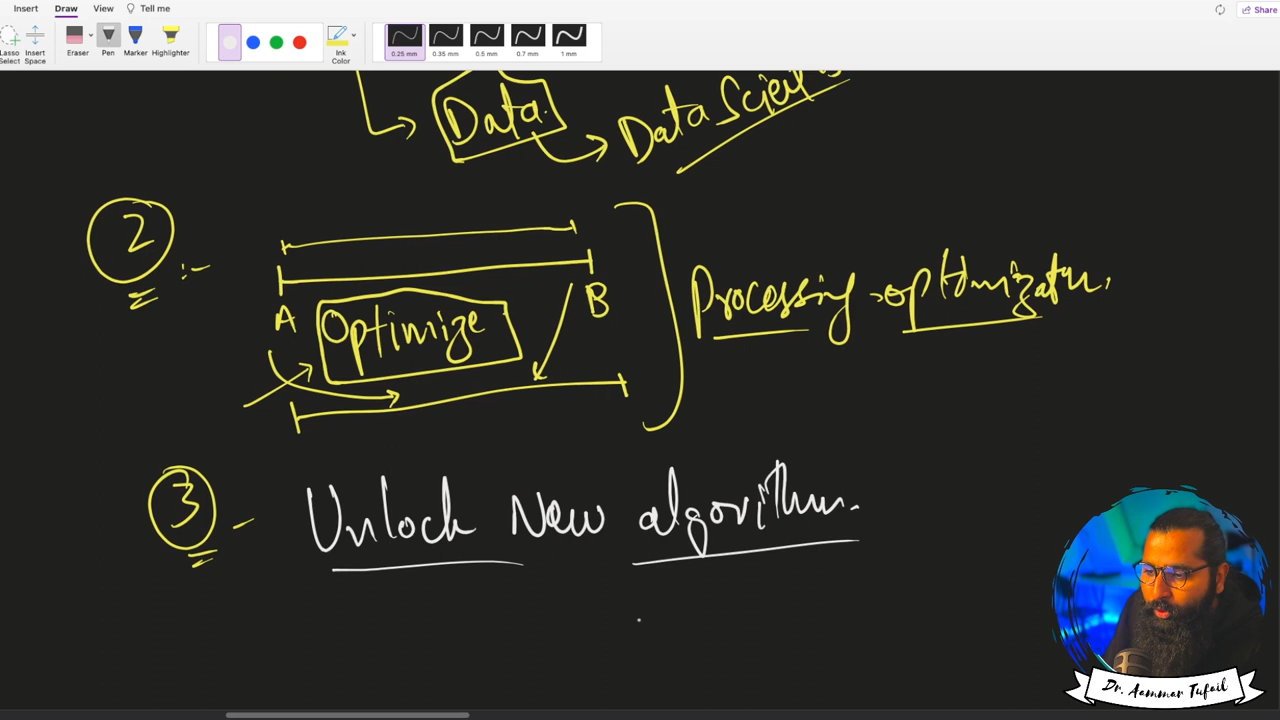 Insert Draw View Tell me
Share
Lasso Select
Insert Space
Eraser
Pen
Marker
Highlighter
Ink Color
0.25 mm
0.35 mm
0.5 mm
0.7 mm
1 mm
Data
Data Scien
2 :-
A
B
Optimize
Processing
3 -
Unlock New
Dr. Aammar Tufail